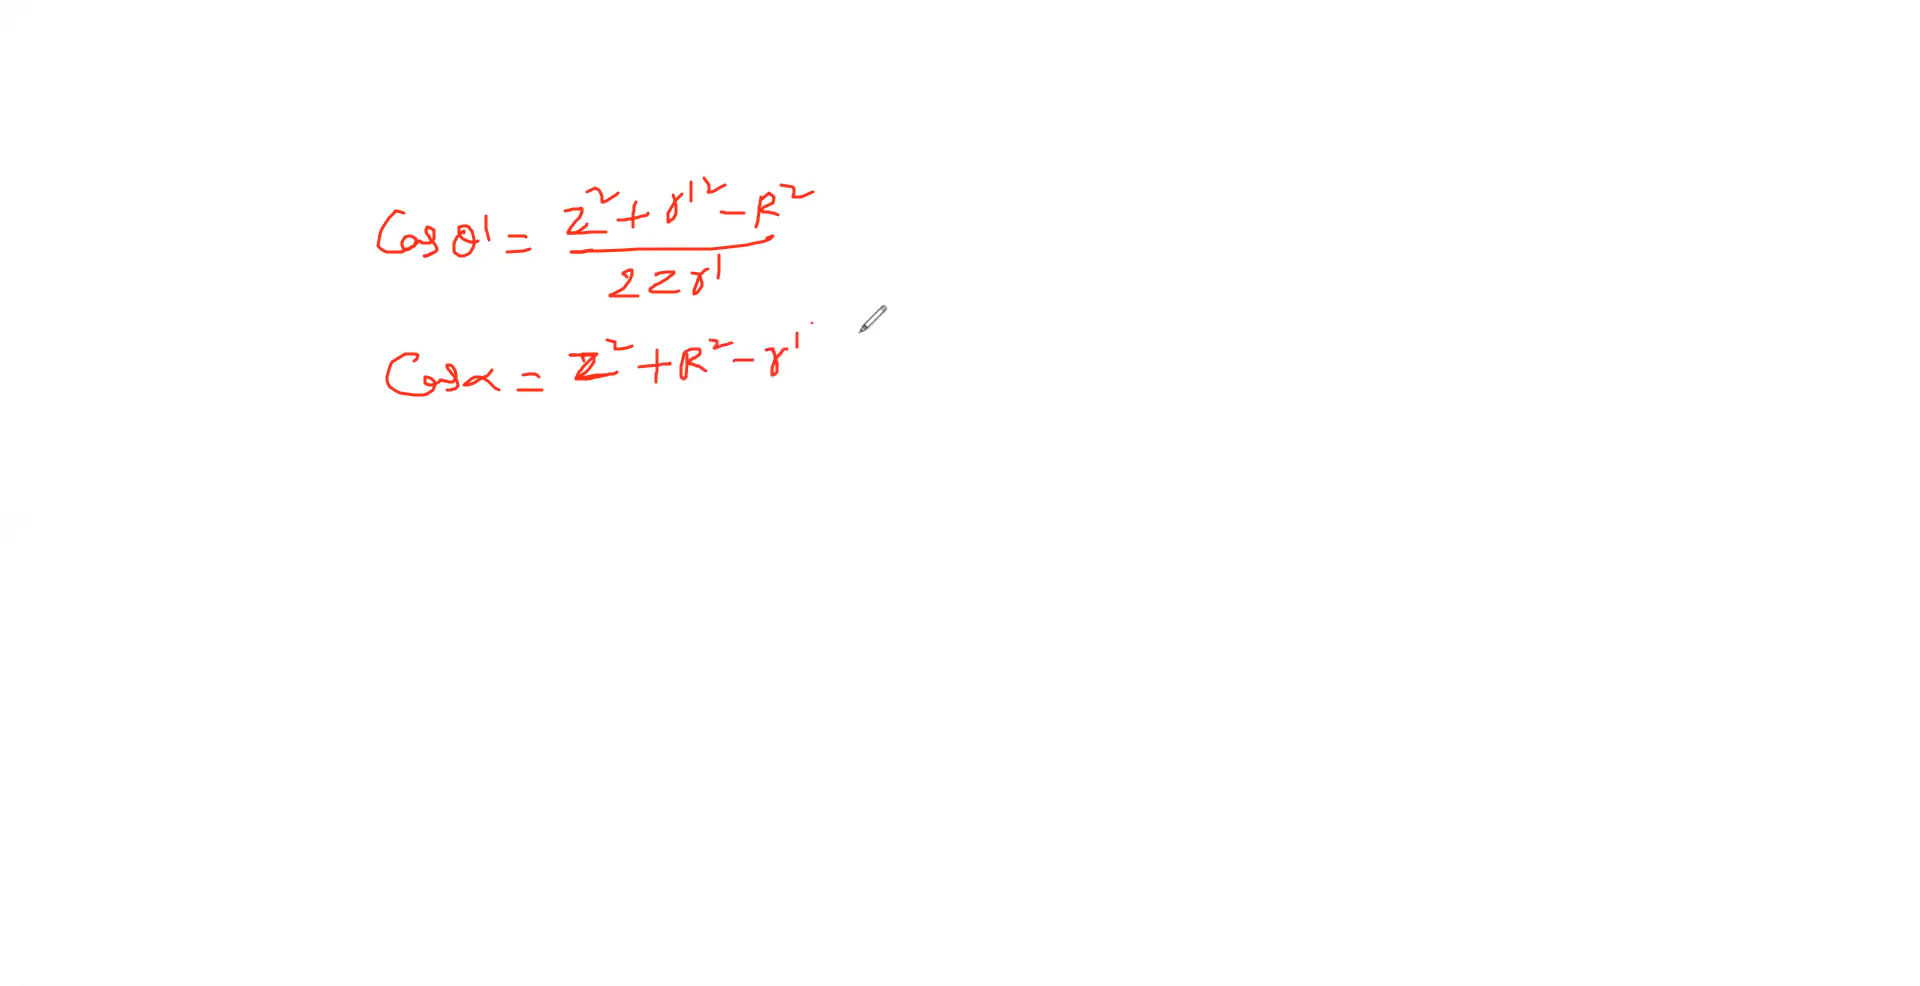 Cos θ' = (z² + r'² - R²) / (2zr')
Cos α = z² + R² - r'